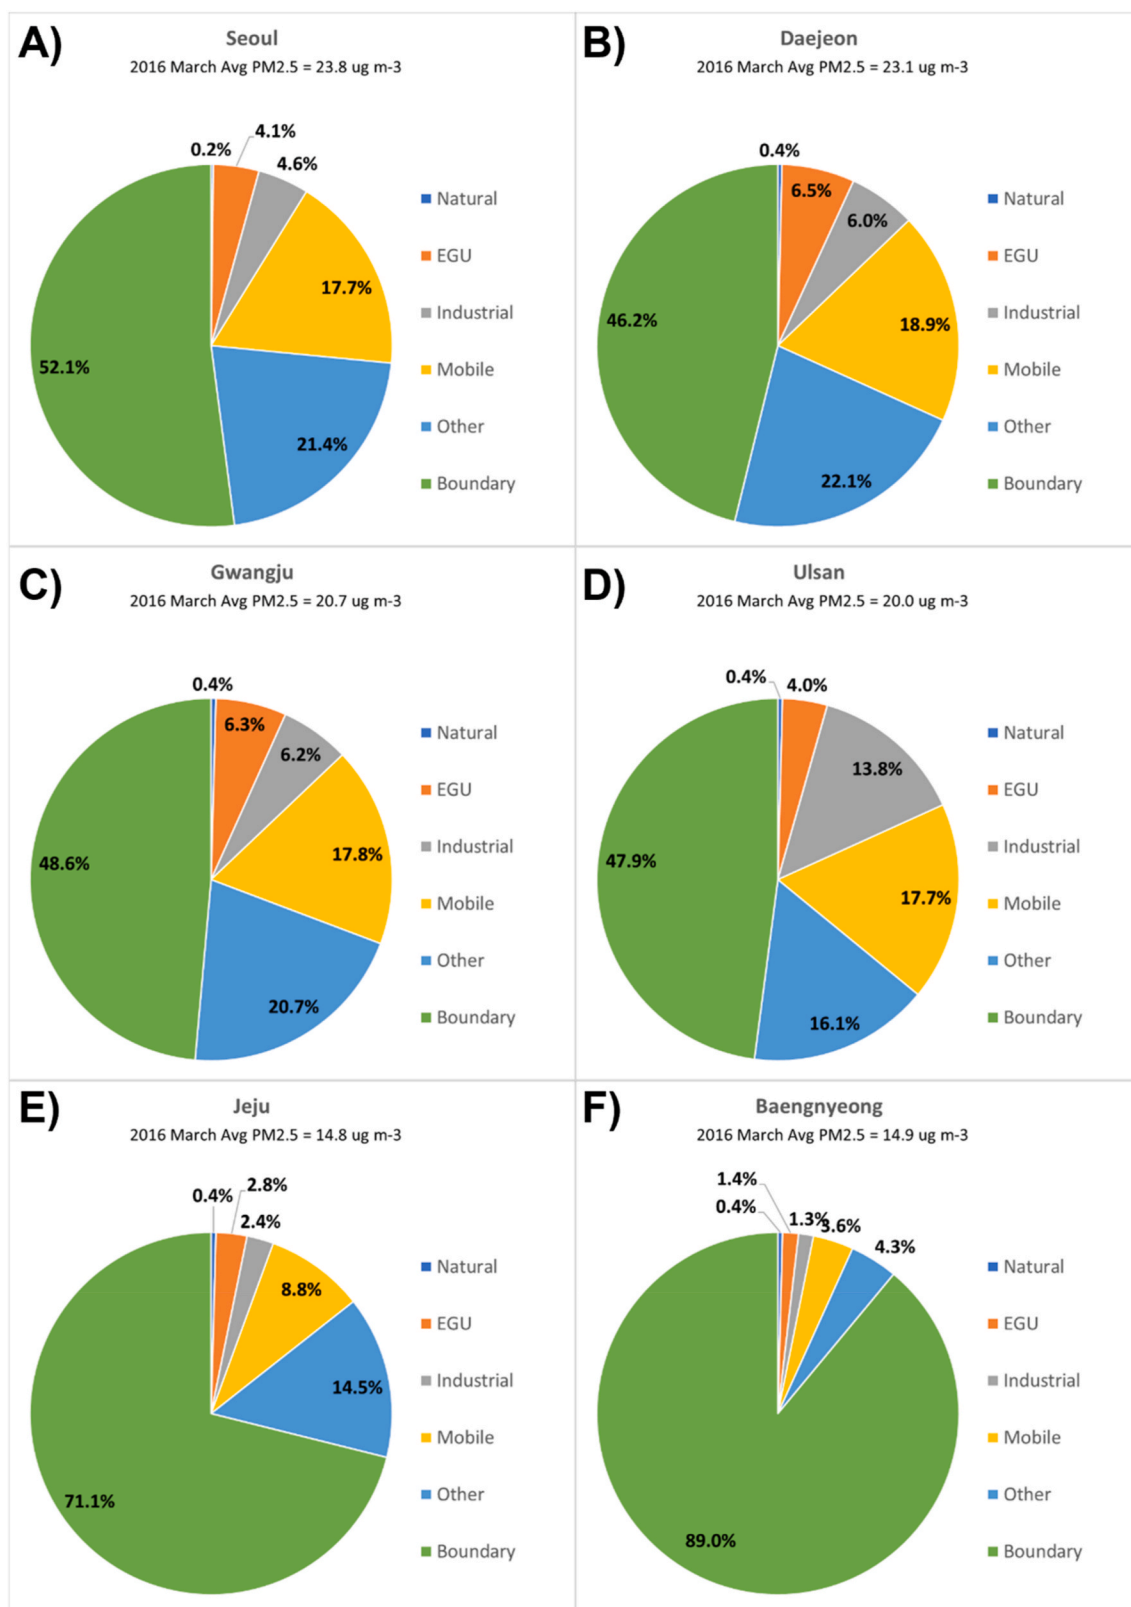 A)
Seoul
2016 March Avg PM2.5 = 23.8 ug m-3
0.2%
4.1%
4.6%
17.7%
21.4%
52.1%
Natural
EGU
Industrial
Mobile
Other
Boundary
B)
Daejeon
2016 March Avg PM2.5 = 23.1 ug m-3
0.4%
6.5%
6.0%
18.9%
22.1%
46.2%
Natural
EGU
Industrial
Mobile
Other
Boundary
C)
Gwangju
2016 March Avg PM2.5 = 20.7 ug m-3
0.4%
6.3%
6.2%
17.8%
20.7%
48.6%
Natural
EGU
Industrial
Mobile
Other
Boundary
D)
Ulsan
2016 March Avg PM2.5 = 20.0 ug m-3
0.4%
4.0%
13.8%
17.7%
16.1%
47.9%
Natural
EGU
Industrial
Mobile
Other
Boundary
E)
Jeju
2016 March Avg PM2.5 = 14.8 ug m-3
0.4%
2.8%
2.4%
8.8%
14.5%
71.1%
Natural
EGU
Industrial
Mobile
Other
Boundary
F)
Baengnyeong
2016 March Avg PM2.5 = 14.9 ug m-3
0.4%
1.4%
1.3%
3.6%
4.3%
89.0%
Natural
EGU
Industrial
Mobile
Other
Boundary